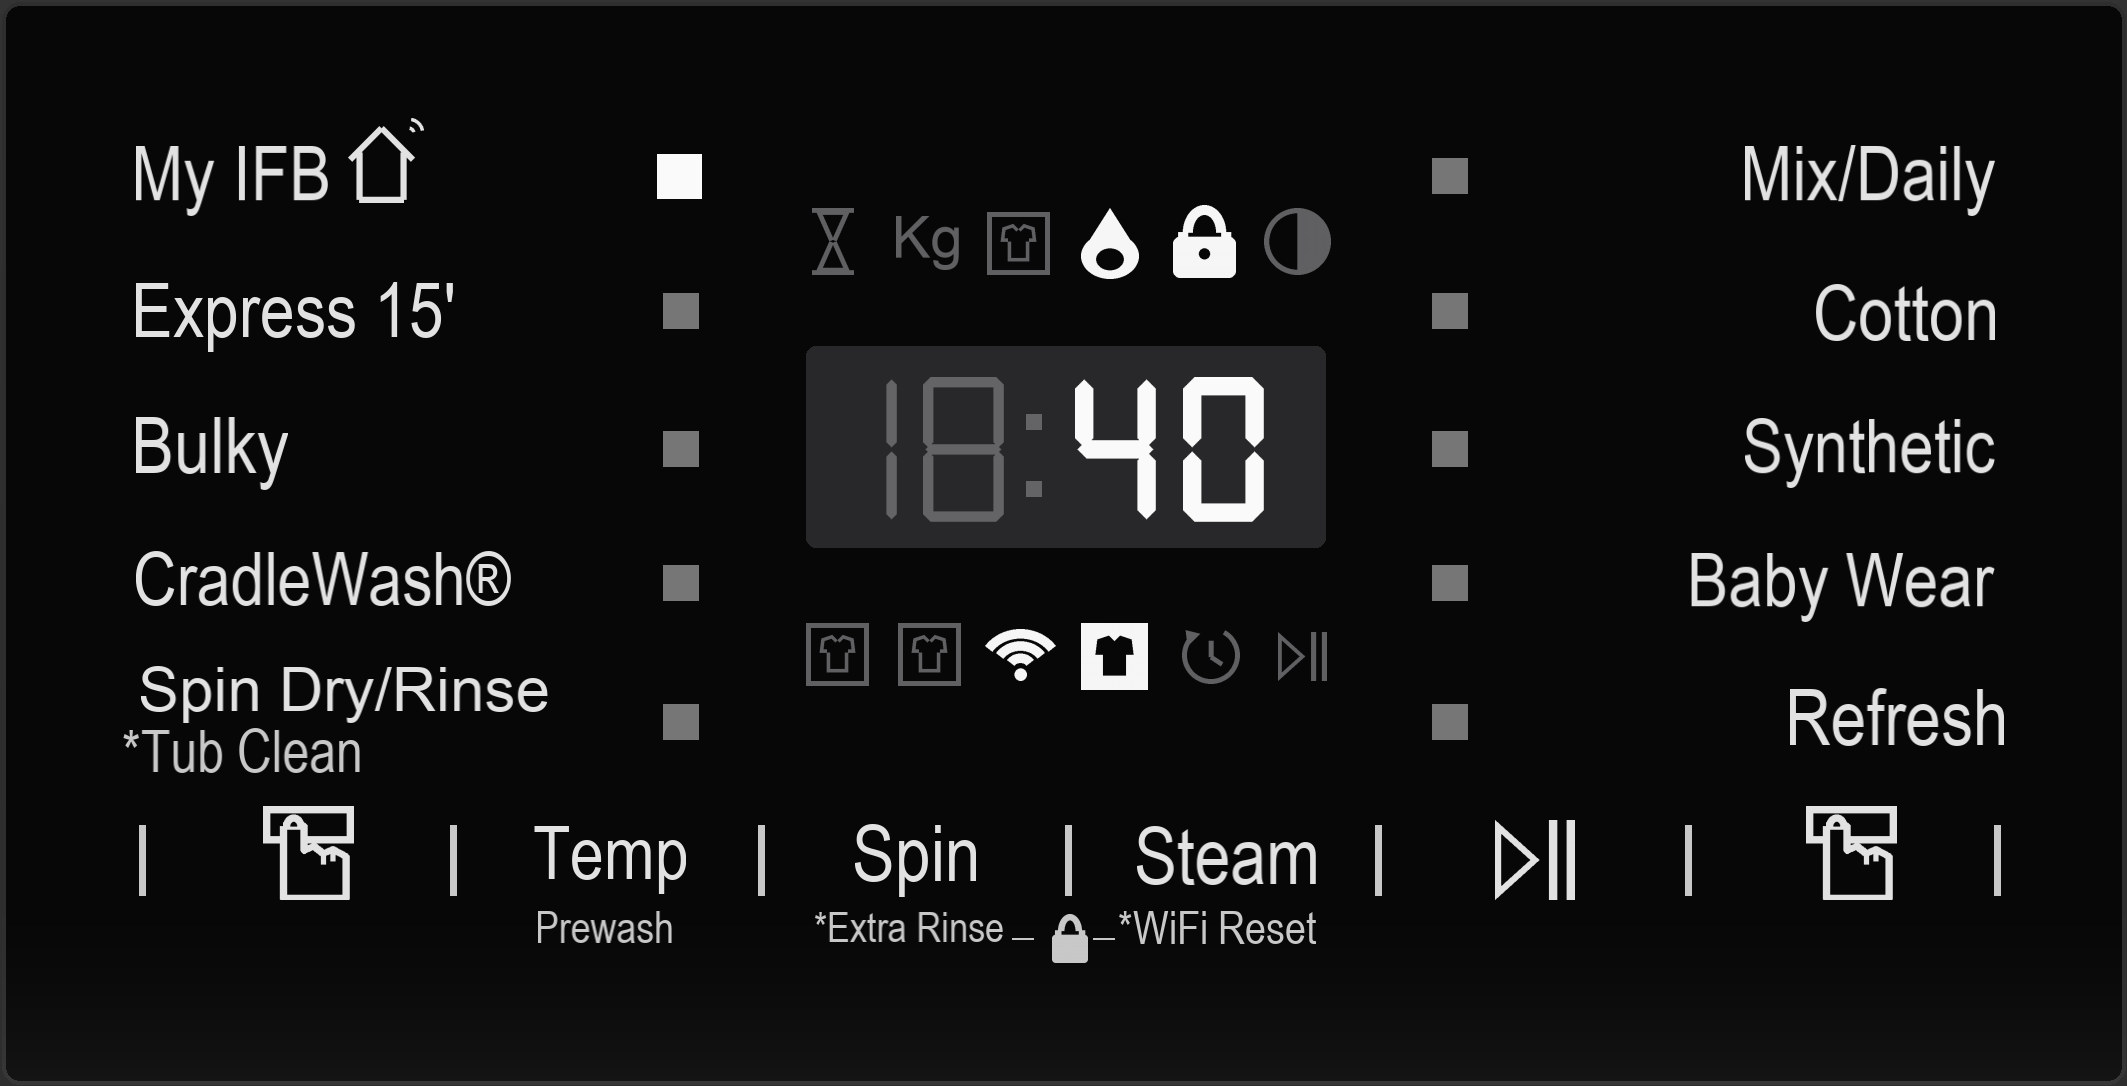 My IFB
Mix/Daily
Kg
Express 15'
Cotton
18:40
Bulky
Synthetic
CradleWash®
Baby Wear
Spin Dry/Rinse
*Tub Clean
Refresh
Temp
Spin
Steam
Prewash
*Extra Rinse
*WiFi Reset